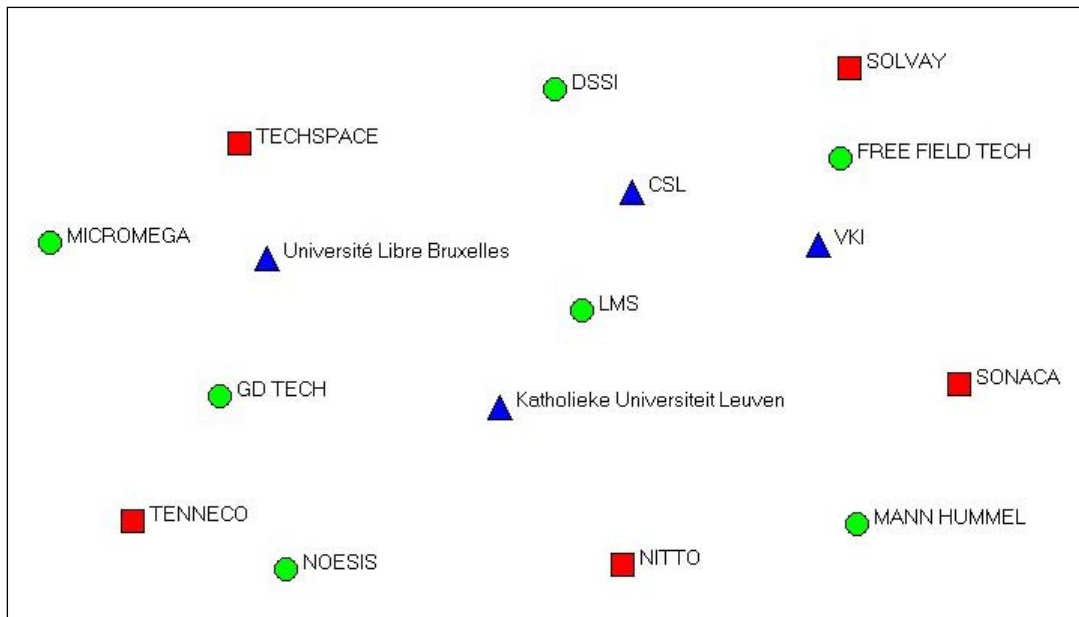 SOLVAY
DSSI
TECHSPACE
FREE FIELD TECH
CSL
MICROMEGA
Université Libre Bruxelles
VKI
LMS
SONACA
GD TECH
Katholieke Universiteit Leuven
TENNECO
MANN HUMMEL
NOESIS
NITTO